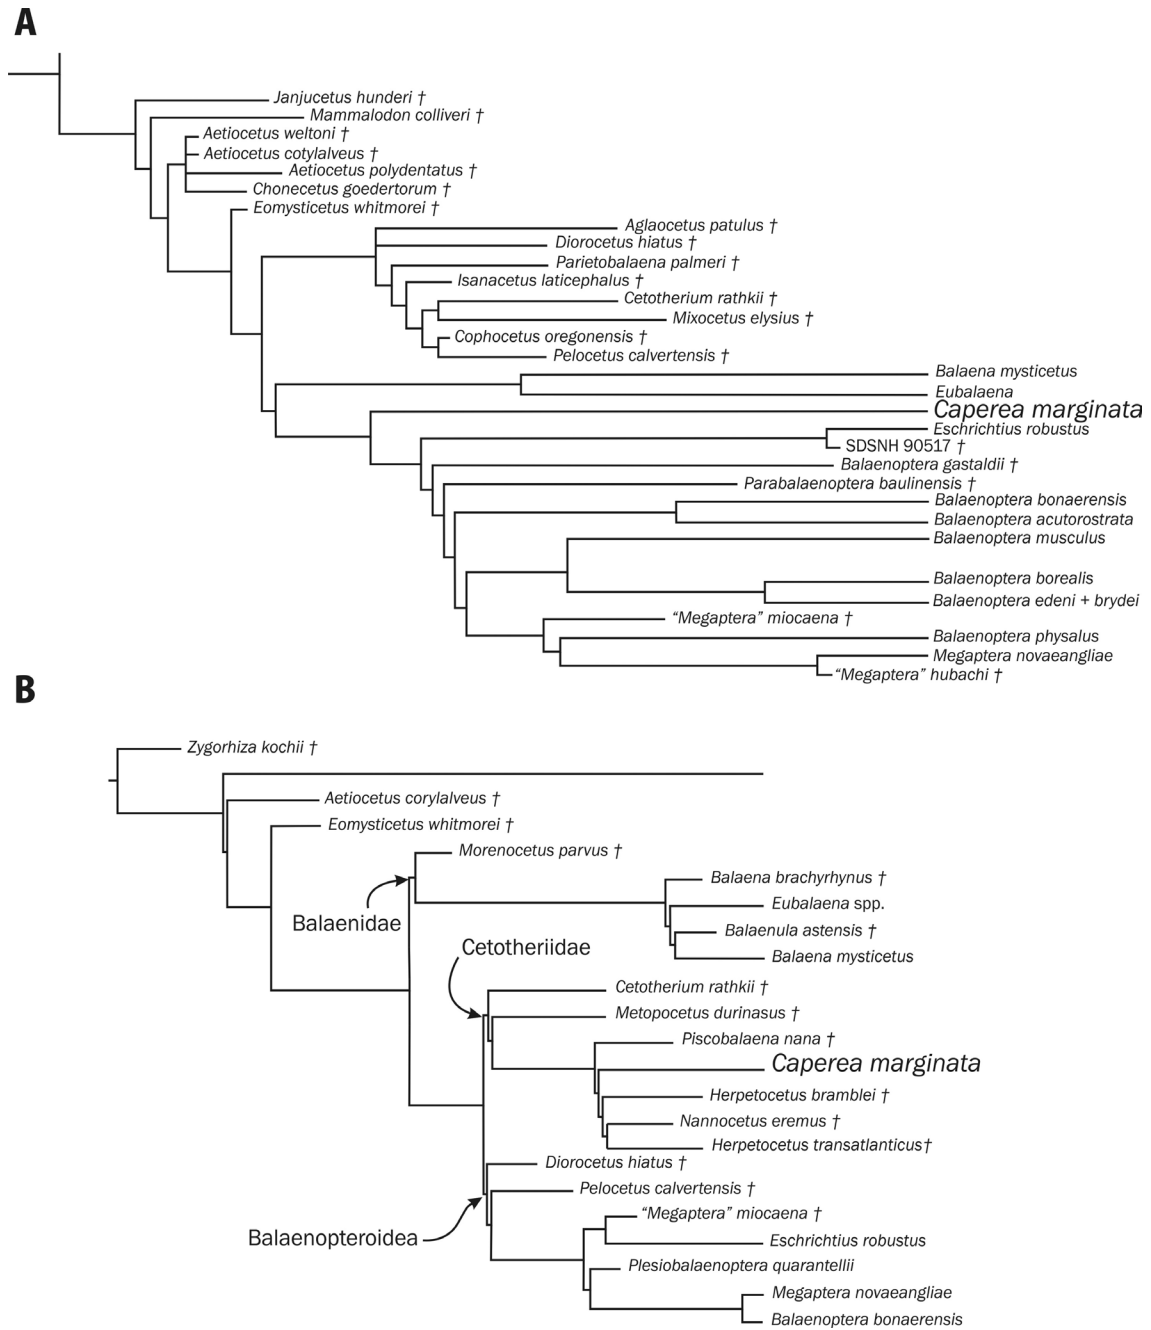 A
Janjucetus hunderi †
Mammalodon colliveri †
Aetiocetus weltoni †
Aetiocetus cotylalveus †
Aetiocetus polydentatus †
Chonecetus goedertorum †
Eomysticetus whitmorei †
Aglaocetus patulus †
Diorocetus hiatus †
Parietobalaena palmeri †
Isanacetus laticephalus †
Cetotherium rathkii †
Mixocetus elysius †
Cophocetus oregonensis †
Pelocetus calvertensis †
Balaena mysticetus
Eubalaena
Caperea marginata
Eschrichtius robustus
SDSNH 90517 †
Balaenoptera gastaldii †
Parabalaenoptera baulinensis †
Balaenoptera bonaerensis
Balaenoptera acutorostrata
Balaenoptera musculus
Balaenoptera borealis
Balaenoptera edeni + brydei
“Megaptera” miocaena †
Balaenoptera physalus
Megaptera novaeangliae
“Megaptera” hubachi †
B
Zygorhiza kochii †
Aetiocetus corylalveus †
Eomysticetus whitmorei †
Morenocetus parvus †
Balaena brachyrhynus †
Eubalaena spp.
Balaenidae
Balaenula astensis †
Cetotheriidae
Balaena mysticetus
Cetotherium rathkii †
Metopocetus durinasus †
Piscobalaena nana †
Caperea marginata
Herpetocetus bramblei †
Nannocetus eremus †
Herpetocetus transatlanticus†
Diorocetus hiatus †
Pelocetus calvertensis †
“Megaptera” miocaena †
Balaenopteroidea
Eschrichtius robustus
Plesiobalaenoptera quarantellii
Megaptera novaeangliae
Balaenoptera bonaerensis